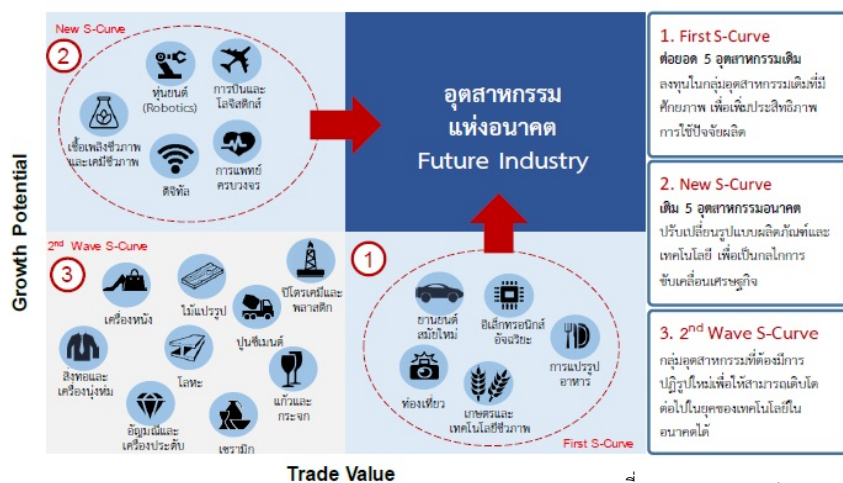 New S-Curve
2
หุ่นยนต์
(Robotics)
การบินและ
โลจิสติกส์
เชื้อเพลิงชีวภาพ
และเคมีชีวภาพ
ดิจิทัล
การแพทย์
ครบวงจร
อุตสาหกรรม
แห่งอนาคต
Future Industry
Growth Potential
2nd Wave S-Curve
3
เครื่องหนัง
ไม้แปรรูป
ปิโตรเคมีและ
พลาสติก
ปูนซีเมนต์
สิ่งทอและ
เครื่องนุ่งห่ม
โลหะ
แก้วและ
กระจก
อัญมณีและ
เครื่องประดับ
เซรามิก
1
ยานยนต์
สมัยใหม่
อิเล็กทรอนิกส์
อัจฉริยะ
การแปรรูป
อาหาร
ท่องเที่ยว
เกษตรและ
เทคโนโลยีชีวภาพ
First S-Curve
Trade Value
1. First S-Curve
ต่อยอด 5 อุตสาหกรรมเดิม
ลงทุนในกลุ่มอุตสาหกรรมเดิมที่มี
ศักยภาพ เพื่อเพิ่มประสิทธิภาพ
การใช้ปัจจัยผลิต
2. New S-Curve
เติม 5 อุตสาหกรรมอนาคต
ปรับเปลี่ยนรูปแบบผลิตภัณฑ์และ
เทคโนโลยี เพื่อเป็นกลไกการ
ขับเคลื่อนเศรษฐกิจ
3. 2nd Wave S-Curve
กลุ่มอุตสาหกรรมที่ต้องมีการ
ปฏิรูปใหม่เพื่อให้สามารถเติบโต
ต่อไปในยุคของเทคโนโลยีใน
อนาคตได้